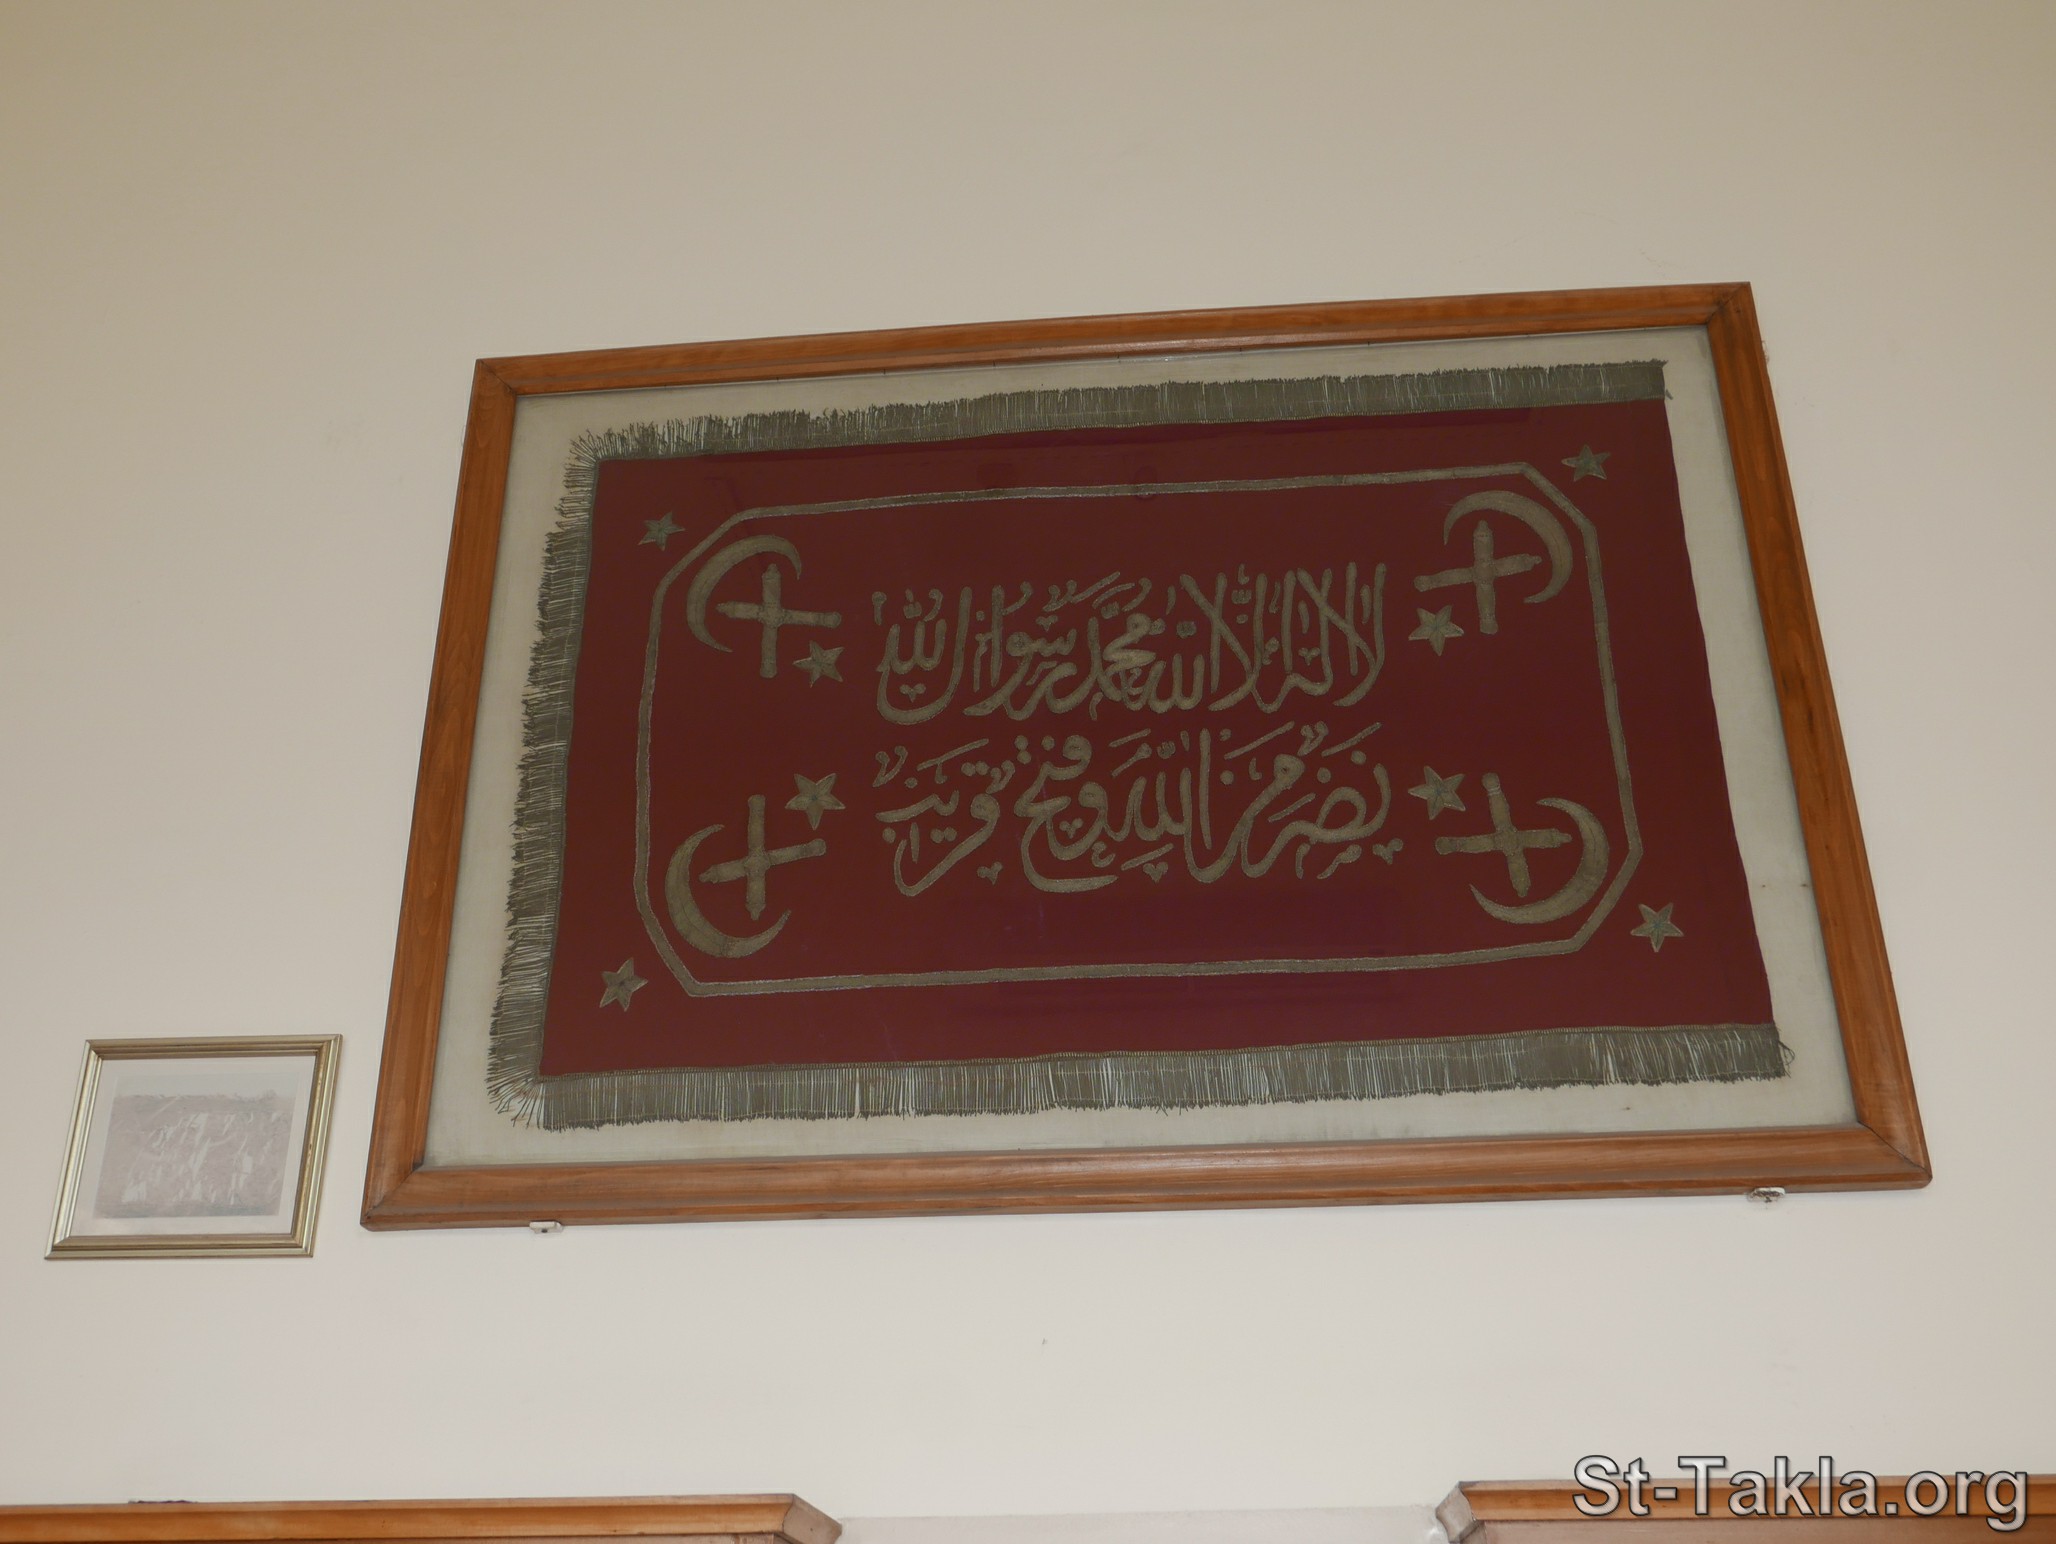 لا إله إلا الله محمد رسول الله
نصر من الله وفتح قريب
St-Takla.org